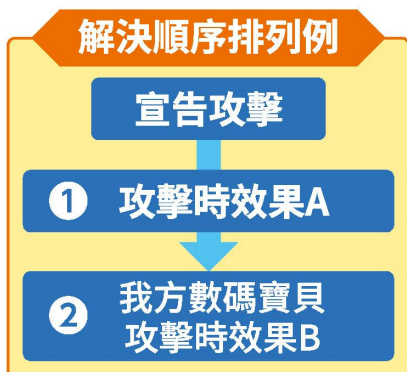 解決順序排列例
宣告攻擊
❶ 攻擊時效果A
❷ 我方數碼寶貝
攻擊時效果B